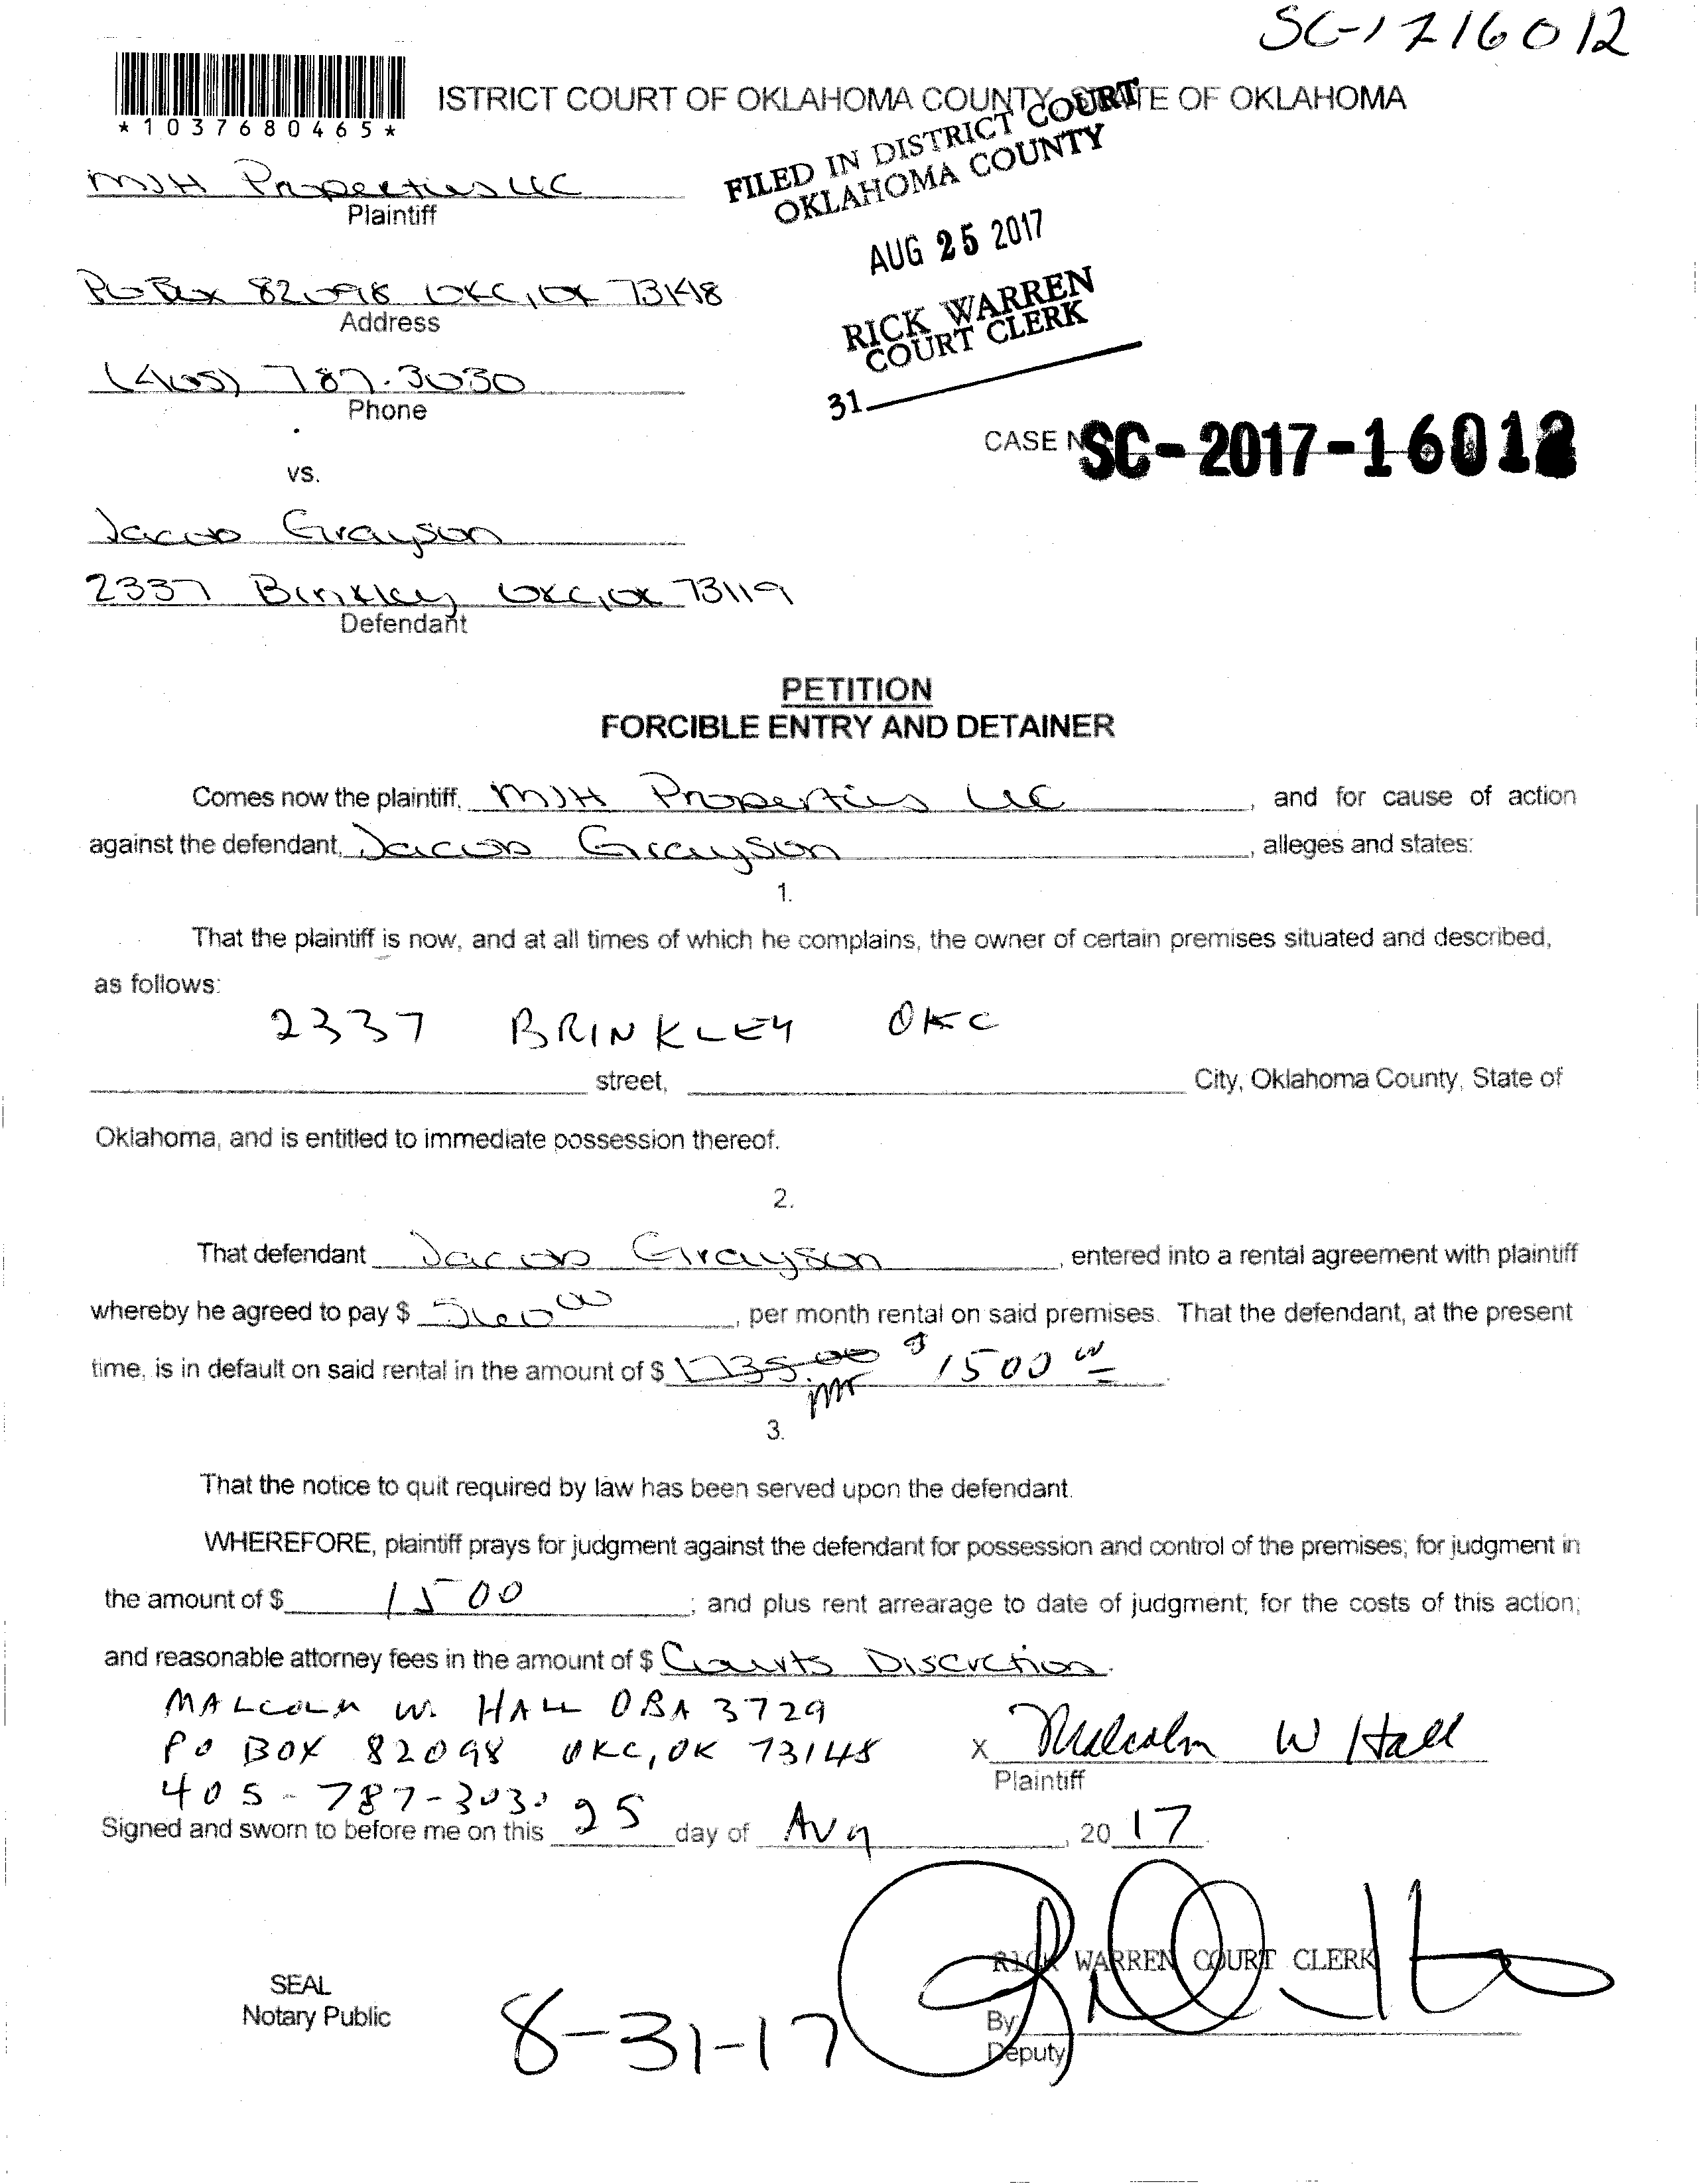 SC-1716012
*1037680465*
ISTRICT COURT OF OKLAHOMA COUNTY, STATE OF OKLAHOMA
FILED IN DISTRICT COURT
OKLAHOMA COUNTY
AUG 25 2017
RICK WARREN
COURT CLERK
31
MJH Properties LLC
Plaintiff
PO Box 82098 OKC, OK 73148
Address
(405) 787-3030
Phone
CASE N SC-2017-16012
vs.
Jacob Grayson
2337 Binkley OKC, OK 73119
Defendant
PETITION
FORCIBLE ENTRY AND DETAINER
Comes now the plaintiff, MJH Properties LLC, and for cause of action
against the defendant, Jacob Grayson, alleges and states:
1.
That the plaintiff is now, and at all times of which he complains, the owner of certain premises situated and described,
as follows:
2337 BRINKLEY OKC
street, City, Oklahoma County, State of
Oklahoma, and is entitled to immediate possession thereof.
2.
That defendant Jacob Grayson, entered into a rental agreement with plaintiff
whereby he agreed to pay $, per month rental on said premises. That the defendant, at the present
time, is in default on said rental in the amount of $ 1735.00 $1500 00.
3.
That the notice to quit required by law has been served upon the defendant.
WHEREFORE, plaintiff prays for judgment against the defendant for possession and control of the premises; for judgment in
the amount of $ 1500; and plus rent arrearage to date of judgment; for the costs of this action;
and reasonable attorney fees in the amount of $ Courts Discretion.
MALCOLM W. HALL OBA 3729
PO BOX 82098 OKC, OK 73148
x Malcolm W Hall
Plaintiff
405-787-3030
Signed and sworn to before me on this 25 day of Aug, 20 17.
RICK WARREN COURT CLERK
SEAL
Notary Public
8-31-17
By
Deputy